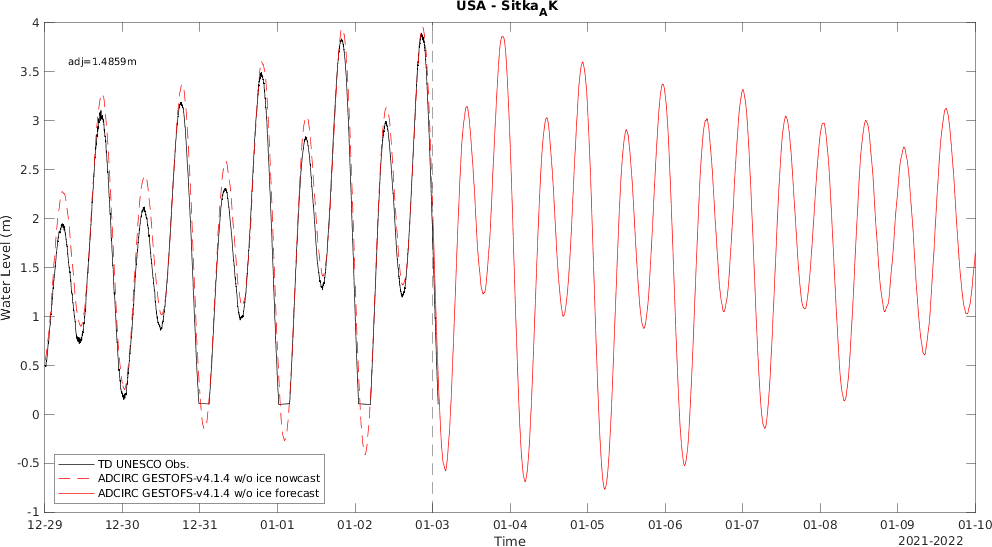 USA - Sitka_AK
adj=1.4859m
Water Level (m)
4
3.5
3
2.5
2
1.5
1
0.5
0
-0.5
-1
TD UNESCO Obs.
ADCIRC GESTOFS-v4.1.4 w/o ice nowcast
ADCIRC GESTOFS-v4.1.4 w/o ice forecast
12-29 12-30 12-31 01-01 01-02 01-03 01-04 01-05 01-06 01-07 01-08 01-09 01-10
Time
2021-2022